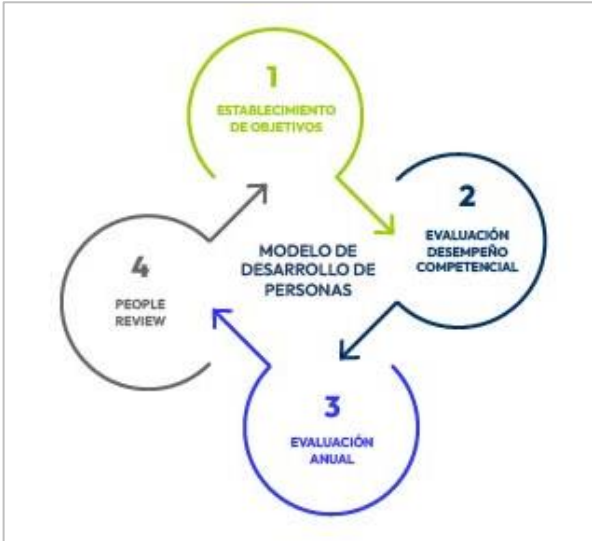 1
ESTABLECIMIENTO
DE OBJETIVOS
2
EVALUACIÓN
DESEMPEÑO
COMPETENCIAL
MODELO DE
DESARROLLO DE
PERSONAS
4
PEOPLE
REVIEW
3
EVALUACIÓN
ANUAL